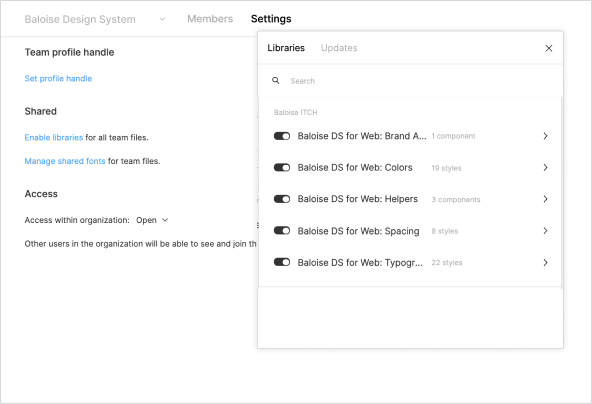 Baloise Design System
Members
Settings
Team profile handle
Set profile handle
Shared
Enable libraries for all team files.
Manage shared fonts for team files.
Access
Access within organization: Open
Other users in the organization will be able to see and join th
Libraries
Updates
Search
Baloise ITCH
Baloise DS for Web: Brand A... 1 component
Baloise DS for Web: Colors 19 styles
Baloise DS for Web: Helpers 3 components
Baloise DS for Web: Spacing 8 styles
Baloise DS for Web: Typogr... 22 styles